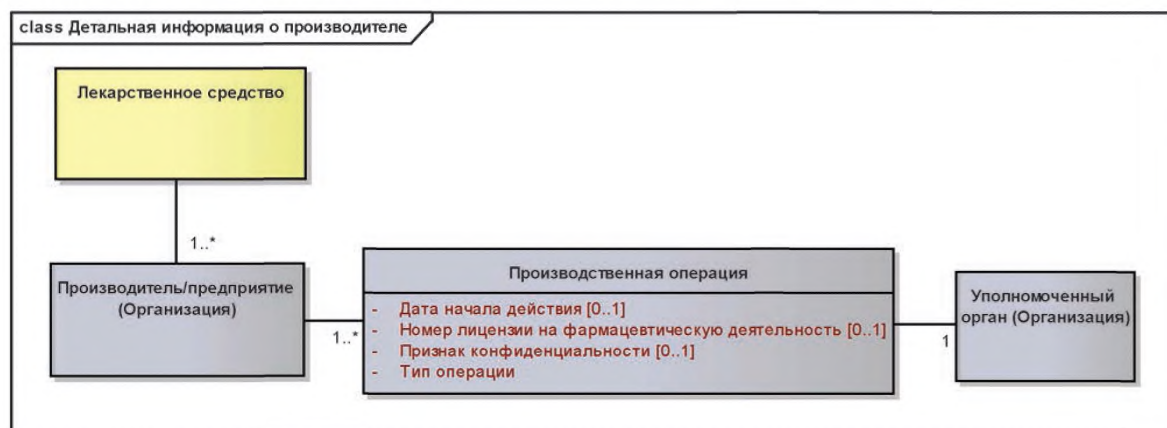 class Детальная информация о производителе
Лекарственное средство
1..*
Производитель/предприятие
(Организация)
1..*
Производственная операция
- Дата начала действия [0..1]
- Номер лицензии на фармацевтическую деятельность [0..1]
- Признак конфиденциальности [0..1]
- Тип операции
1
Уполномоченный
орган (Организация)